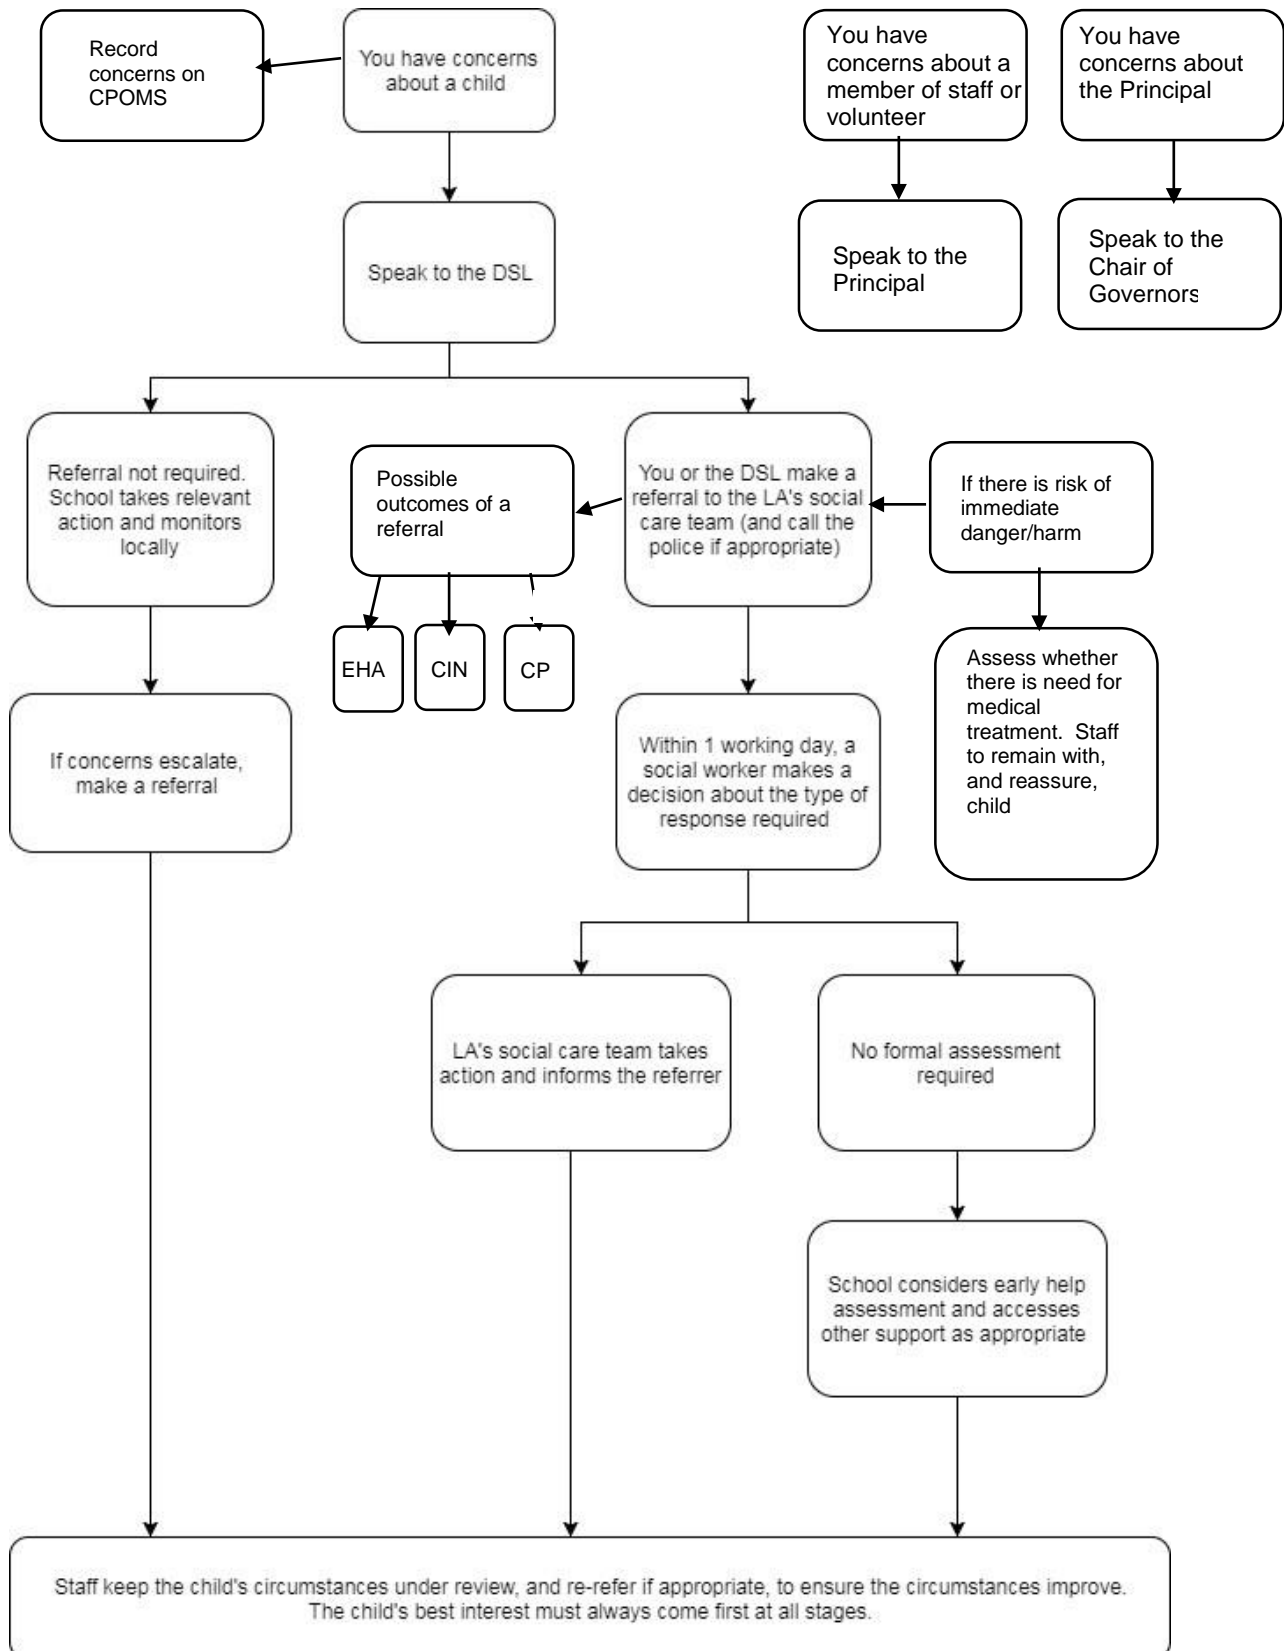 Record
concerns on
CPOMS
You have concerns
about a child
You have
concerns about a
member of staff or
volunteer
You have
concerns about
the Principal
Speak to the DSL
Speak to the
Principal
Speak to the
Chair of
Governors
Referral not required.
School takes relevant
action and monitors
locally
Possible
outcomes of a
referral
You or the DSL make a
referral to the LA's social
care team (and call the
police if appropriate)
If there is risk of
immediate
danger/harm
EHA
CIN
CP
Assess whether
there is need for
medical
treatment.  Staff
to remain with,
and reassure,
child
If concerns escalate,
make a referral
Within 1 working day, a
social worker makes a
decision about the type of
response required
LA's social care team takes
action and informs the referrer
No formal assessment
required
School considers early help
assessment and accesses
other support as appropriate
Staff keep the child's circumstances under review, and re-refer if appropriate, to ensure the circumstances improve.
The child's best interest must always come first at all stages.